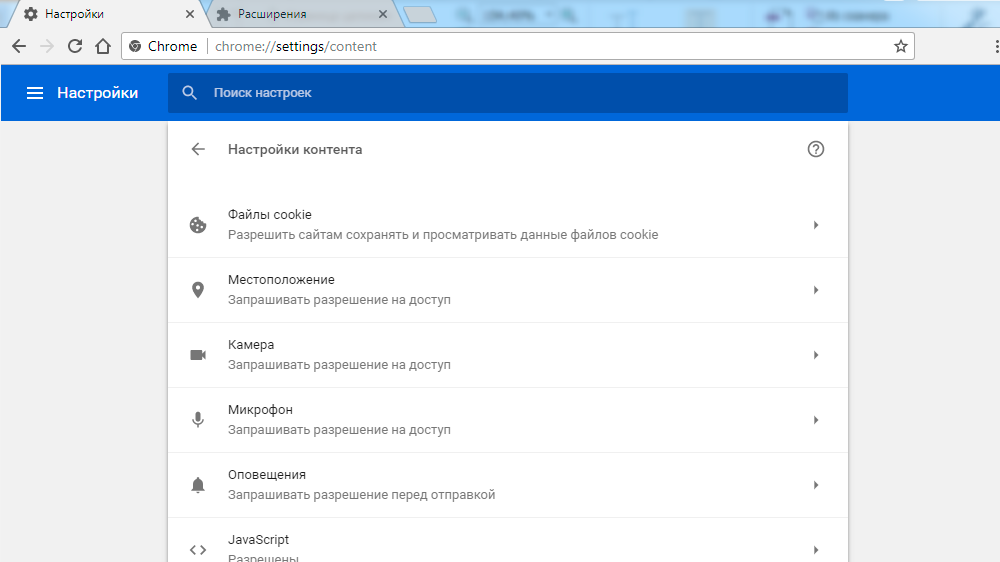 Настройки
Расширения
Chrome chrome://settings/content
Настройки
Поиск настроек
Настройки контента
Файлы cookie
Разрешить сайтам сохранять и просматривать данные файлов cookie
Местоположение
Запрашивать разрешение на доступ
Камера
Запрашивать разрешение на доступ
Микрофон
Запрашивать разрешение на доступ
Оповещения
Запрашивать разрешение перед отправкой
JavaScript
Разрешены